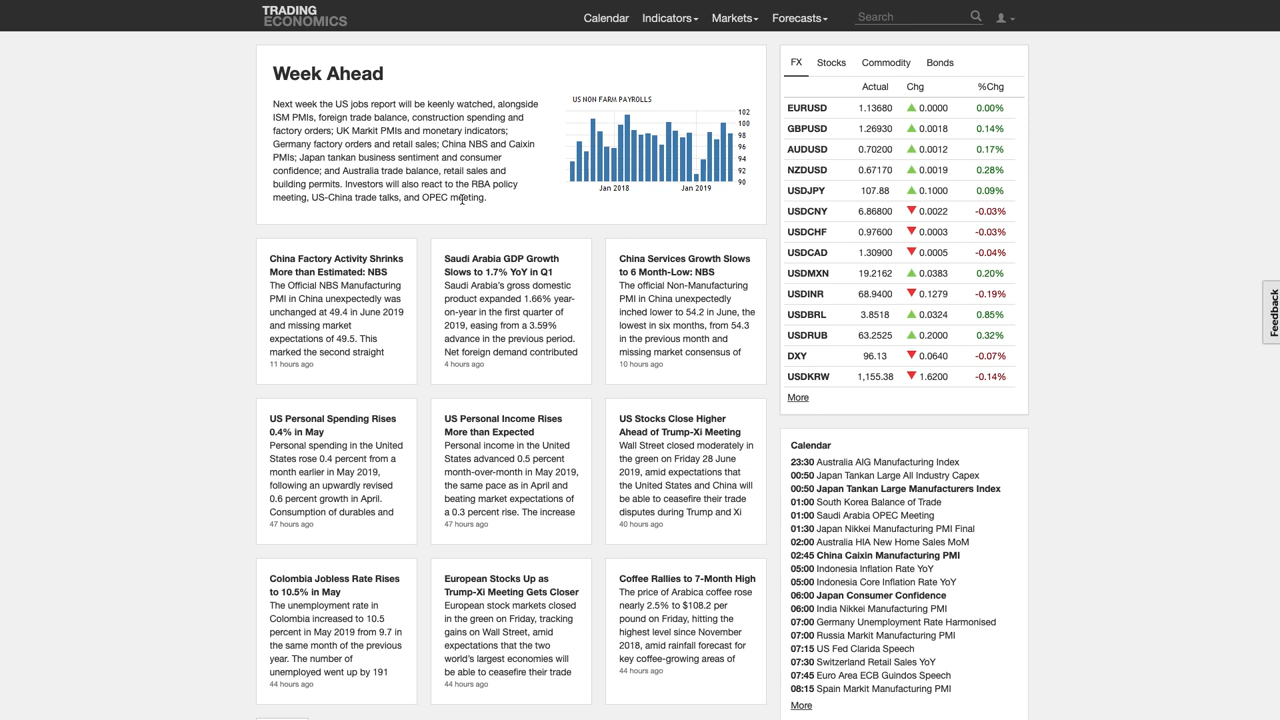 TRADING
ECONOMICS
Calendar
Indicators
Markets
Forecasts
Search
Week Ahead
Next week the US jobs report will be keenly watched, alongside
ISM PMIs, foreign trade balance, construction spending and
factory orders; UK Markit PMIs and monetary indicators;
Germany factory orders and retail sales; China NBS and Caixin
PMIs; Japan tankan business sentiment and consumer
confidence; and Australia trade balance, retail sales and
building permits. Investors will also react to the RBA policy
meeting, US-China trade talks, and OPEC meeting.
US NON FARM PAYROLLS
102
100
98
96
94
92
90
Jan 2018
Jan 2019
China Factory Activity Shrinks
More than Estimated: NBS
The Official NBS Manufacturing
PMI in China unexpectedly was
unchanged at 49.4 in June 2019
and missing market
expectations of 49.5. This
marked the second straight
11 hours ago
Saudi Arabia GDP Growth
Slows to 1.7% YoY in Q1
Saudi Arabia's gross domestic
product expanded 1.66% year-
on-year in the first quarter of
2019, easing from a 3.59%
advance in the previous period.
Net foreign demand contributed
4 hours ago
China Services Growth Slows
to 6 Month-Low: NBS
The official Non-Manufacturing
PMI in China unexpectedly
inched lower to 54.2 in June, the
lowest in six months, from 54.3
in the previous month and
missing market consensus of
10 hours ago
US Personal Spending Rises
0.4% in May
Personal spending in the United
States rose 0.4 percent from a
month earlier in May 2019,
following an upwardly revised
0.6 percent growth in April.
Consumption of durables and
47 hours ago
US Personal Income Rises
More than Expected
Personal income in the United
States advanced 0.5 percent
month-over-month in May 2019,
the same pace as in April and
beating market expectations of
a 0.3 percent rise. The increase
47 hours ago
US Stocks Close Higher
Ahead of Trump-Xi Meeting
Wall Street closed moderately in
the green on Friday 28 June
2019, amid expectations that
the United States and China will
be able to ceasefire their trade
disputes during Trump and Xi
40 hours ago
Colombia Jobless Rate Rises
to 10.5% in May
The unemployment rate in
Colombia increased to 10.5
percent in May 2019 from 9.7 in
the same month of the previous
year. The number of
unemployed went up by 191
44 hours ago
European Stocks Up as
Trump-Xi Meeting Gets Closer
European stock markets closed
in the green on Friday, tracking
gains on Wall Street, amid
expectations that the two
world's largest economies will
be able to ceasefire their trade
44 hours ago
Coffee Rallies to 7-Month High
The price of Arabica coffee rose
nearly 2.5% to $108.2 per
pound on Friday, hitting the
highest level since November
2018, amid rainfall forecast for
key coffee-growing areas of
44 hours ago
FX Stocks Commodity Bonds
Actual Chg %Chg
EURUSD 1.13680 0.0000 0.00%
GBPUSD 1.26930 0.0018 0.14%
AUDUSD 0.70200 0.0012 0.17%
NZDUSD 0.67170 0.0019 0.28%
USDJPY 107.88 0.1000 0.09%
USDCNY 6.86800 0.0022 -0.03%
USDCHF 0.97600 0.0003 -0.03%
USDCAD 1.30900 0.0005 -0.04%
USDMXN 19.2162 0.0383 0.20%
USDINR 68.9400 0.1279 -0.19%
USDBRL 3.8518 0.0324 0.85%
USDRUB 63.2525 0.2000 0.32%
DXY 96.13 0.0640 -0.07%
USDKRW 1,155.38 1.6200 -0.14%
More
Calendar
23:30 Australia AIG Manufacturing Index
00:50 Japan Tankan Large All Industry Capex
00:50 Japan Tankan Large Manufacturers Index
01:00 South Korea Balance of Trade
01:00 Saudi Arabia OPEC Meeting
01:30 Japan Nikkei Manufacturing PMI Final
02:00 Australia HIA New Home Sales MoM
02:45 China Caixin Manufacturing PMI
05:00 Indonesia Inflation Rate YoY
05:00 Indonesia Core Inflation Rate YoY
06:00 Japan Consumer Confidence
06:00 India Nikkei Manufacturing PMI
07:00 Germany Unemployment Rate Harmonised
07:00 Russia Markit Manufacturing PMI
07:15 US Fed Clarida Speech
07:30 Switzerland Retail Sales YoY
07:45 Euro Area ECB Guindos Speech
08:15 Spain Markit Manufacturing PMI
More
Feedback